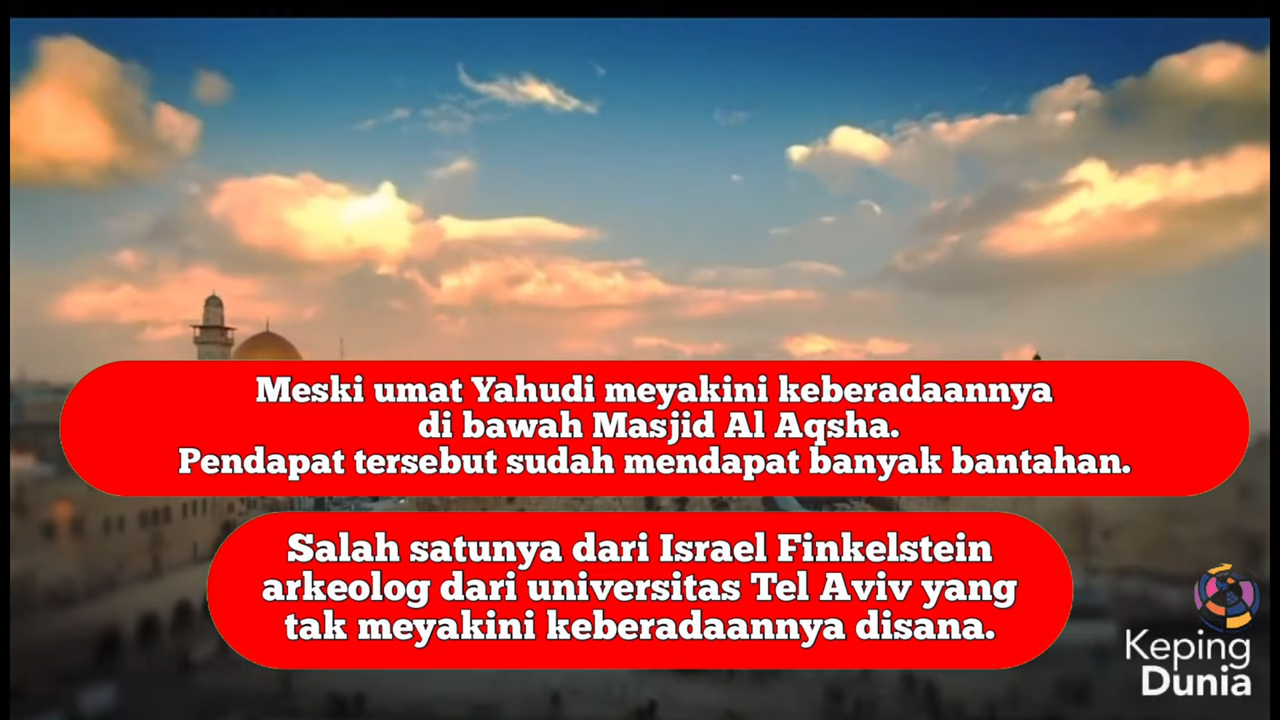 Meski umat Yahudi meyakini keberadaannya
di bawah Masjid Al Aqsha.
Pendapat tersebut sudah mendapat banyak bantahan.
Salah satunya dari Israel Finkelstein
arkeolog dari universitas Tel Aviv yang
tak meyakini keberadaannya disana.
Keping
Dunia